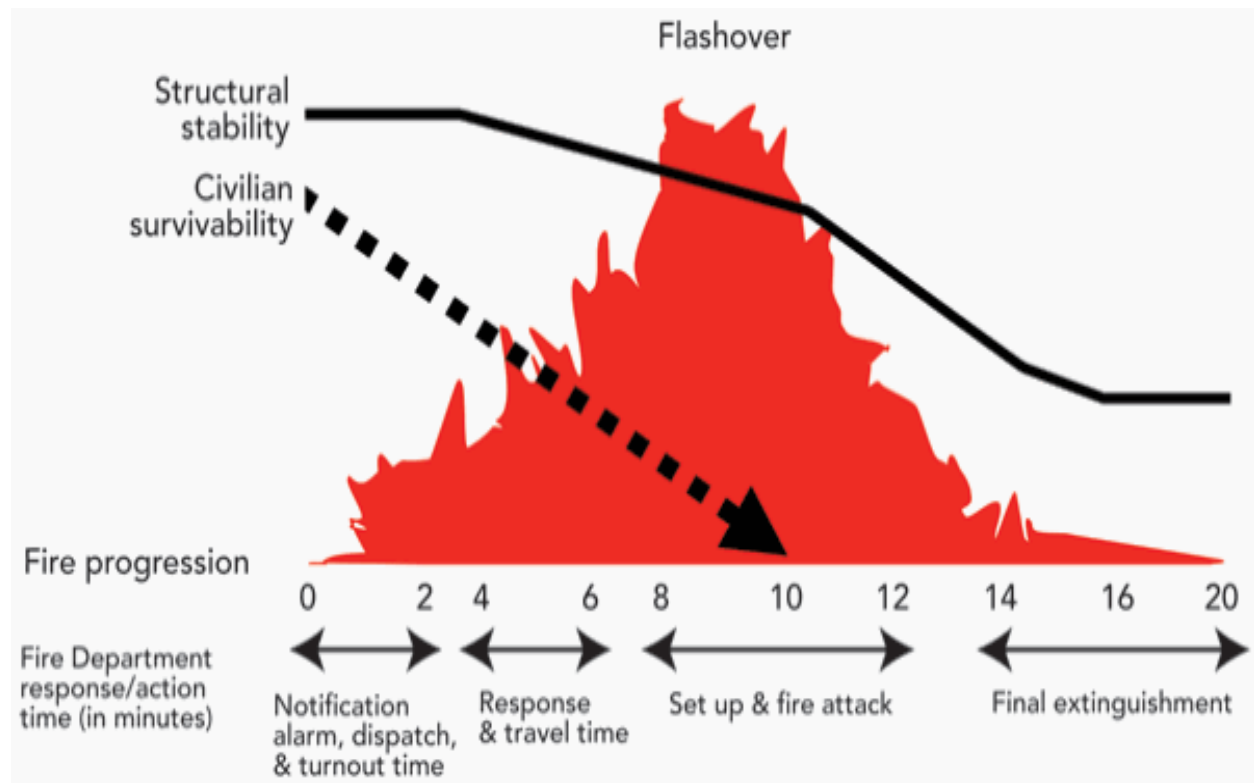 Flashover
Structural
stability
Civilian
survivability
Fire progression
0 2 4 6 8 10 12 14 16 20
Fire Department
response/action
time (in minutes)
Notification
alarm, dispatch,
& turnout time
Response
& travel time
Set up & fire attack
Final extinguishment